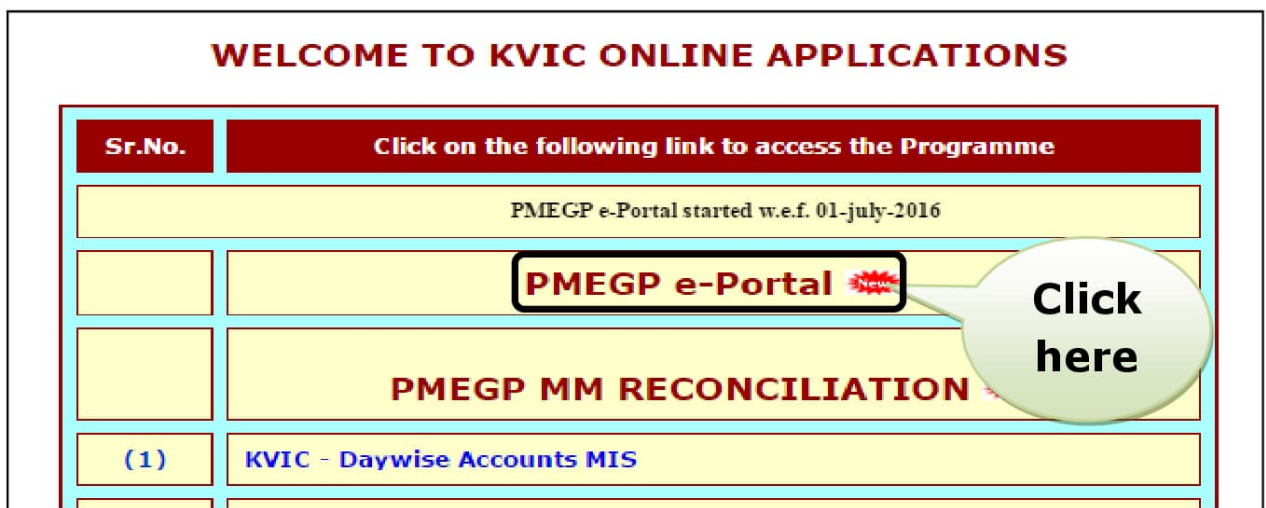 WELCOME TO KVIC ONLINE APPLICATIONS
Sr.No. Click on the following link to access the Programme
PMEGP e-Portal started w.e.f. 01-july-2016
PMEGP e-Portal New
Click
here
PMEGP MM RECONCILIATION
(1) KVIC - Daywise Accounts MIS